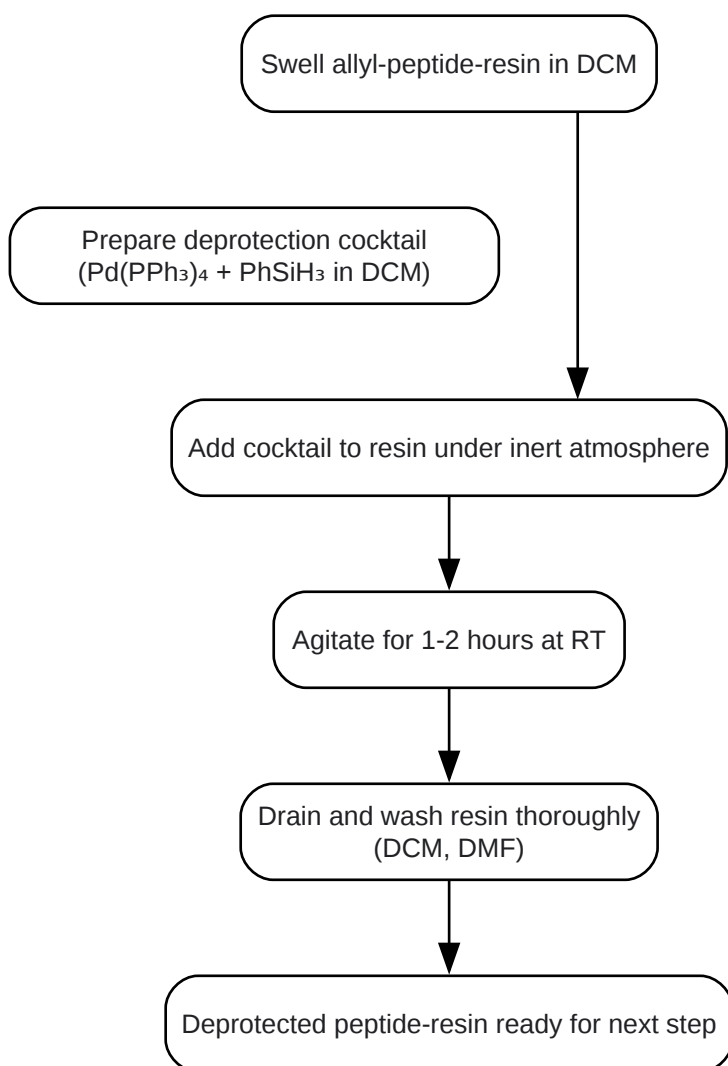 Swell allyl-peptide-resin in DCM
Prepare deprotection cocktail
(Pd(PPh₃)₄ + PhSiH₃ in DCM)
Add cocktail to resin under inert atmosphere
Agitate for 1-2 hours at RT
Drain and wash resin thoroughly
(DCM, DMF)
Deprotected peptide-resin ready for next step